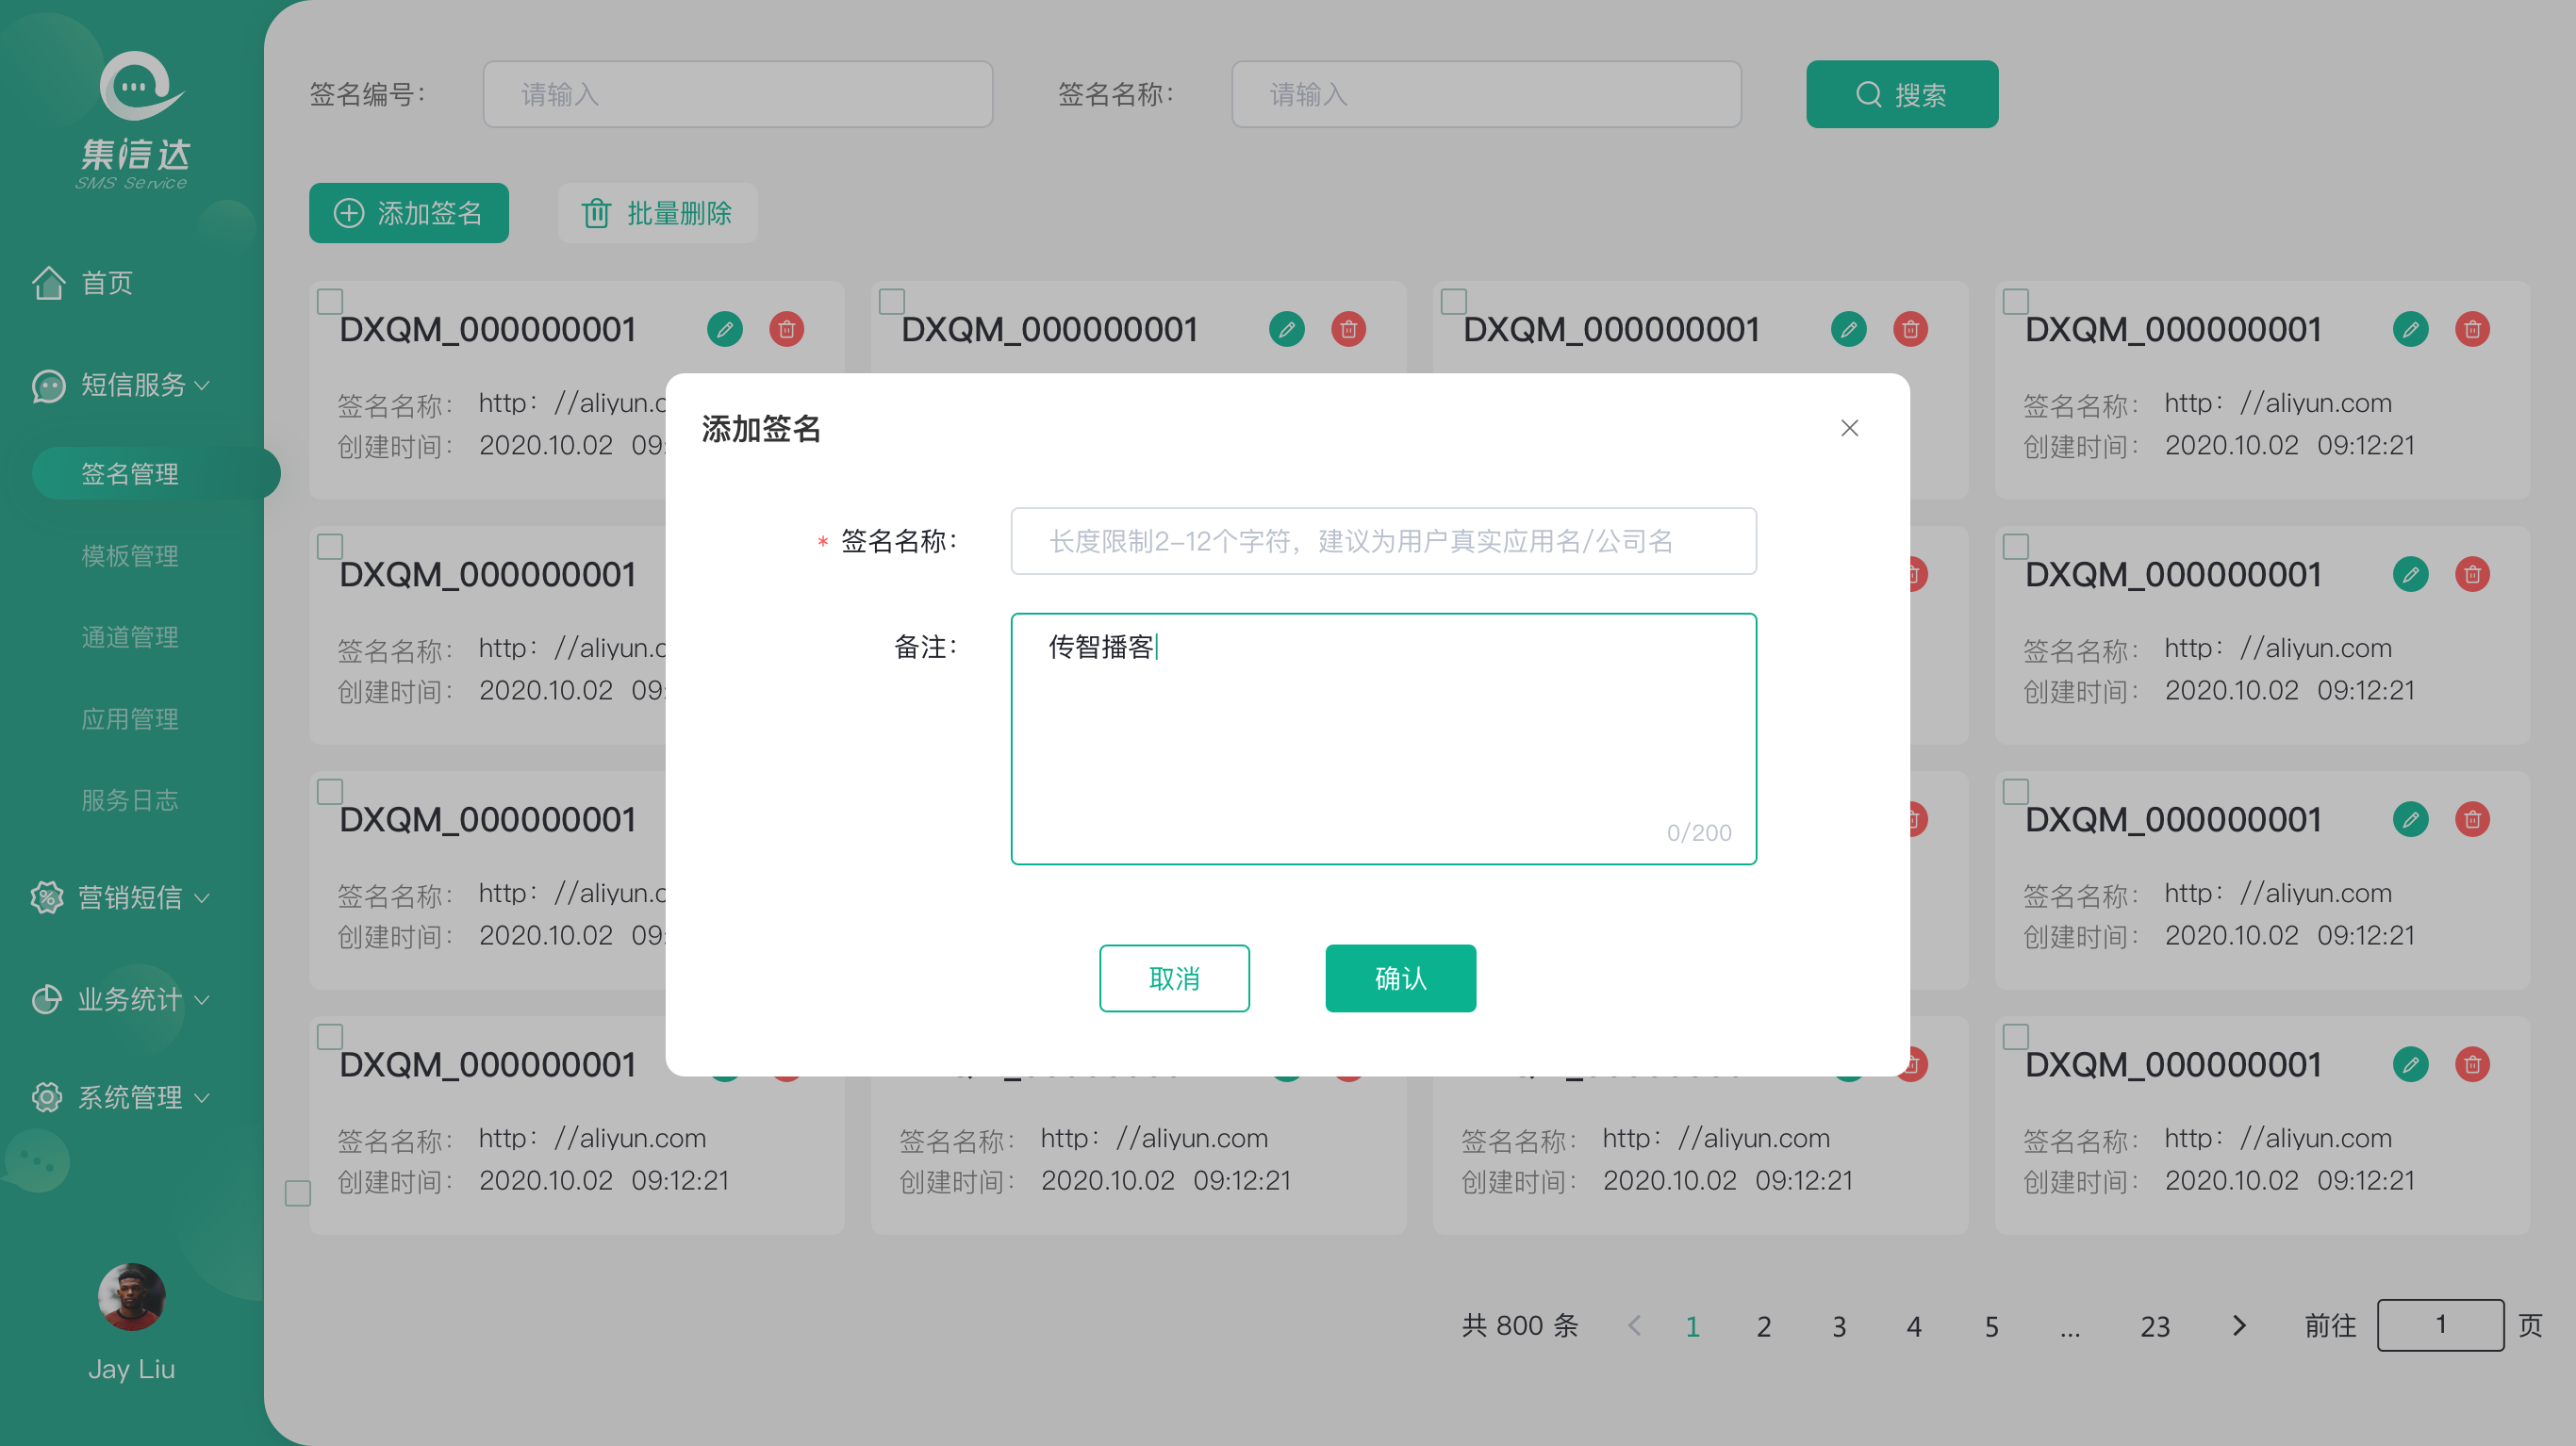 集信达
SMS Service
首页
短信服务
签名管理
模板管理
通道管理
应用管理
服务日志
营销短信
业务统计
系统管理
Jay Liu
签名编号： 请输入 签名名称： 请输入 搜索
添加签名 批量删除
DXQM_000000001 DXQM_000000001 DXQM_000000001 DXQM_000000001
签名名称： http：//aliyun.c 签名名称： http：//aliyun.com
创建时间： 2020.10.02 09: 创建时间： 2020.10.02 09:12:21
DXQM_000000001 DXQM_000000001
签名名称： http：//aliyun.c 签名名称： http：//aliyun.com
创建时间： 2020.10.02 09: 创建时间： 2020.10.02 09:12:21
DXQM_000000001 DXQM_000000001
签名名称： http：//aliyun.c 签名名称： http：//aliyun.com
创建时间： 2020.10.02 09: 创建时间： 2020.10.02 09:12:21
DXQM_000000001 DXQM_000000001
签名名称： http：//aliyun.com 签名名称： http：//aliyun.com 签名名称： http：//aliyun.com 签名名称： http：//aliyun.com
创建时间： 2020.10.02 09:12:21 创建时间： 2020.10.02 09:12:21 创建时间： 2020.10.02 09:12:21 创建时间： 2020.10.02 09:12:21
添加签名
* 签名名称： 长度限制2-12个字符，建议为用户真实应用名/公司名
备注： 传智播客
0/200
取消 确认
共 800 条 1 2 3 4 5 ... 23 前往 1 页